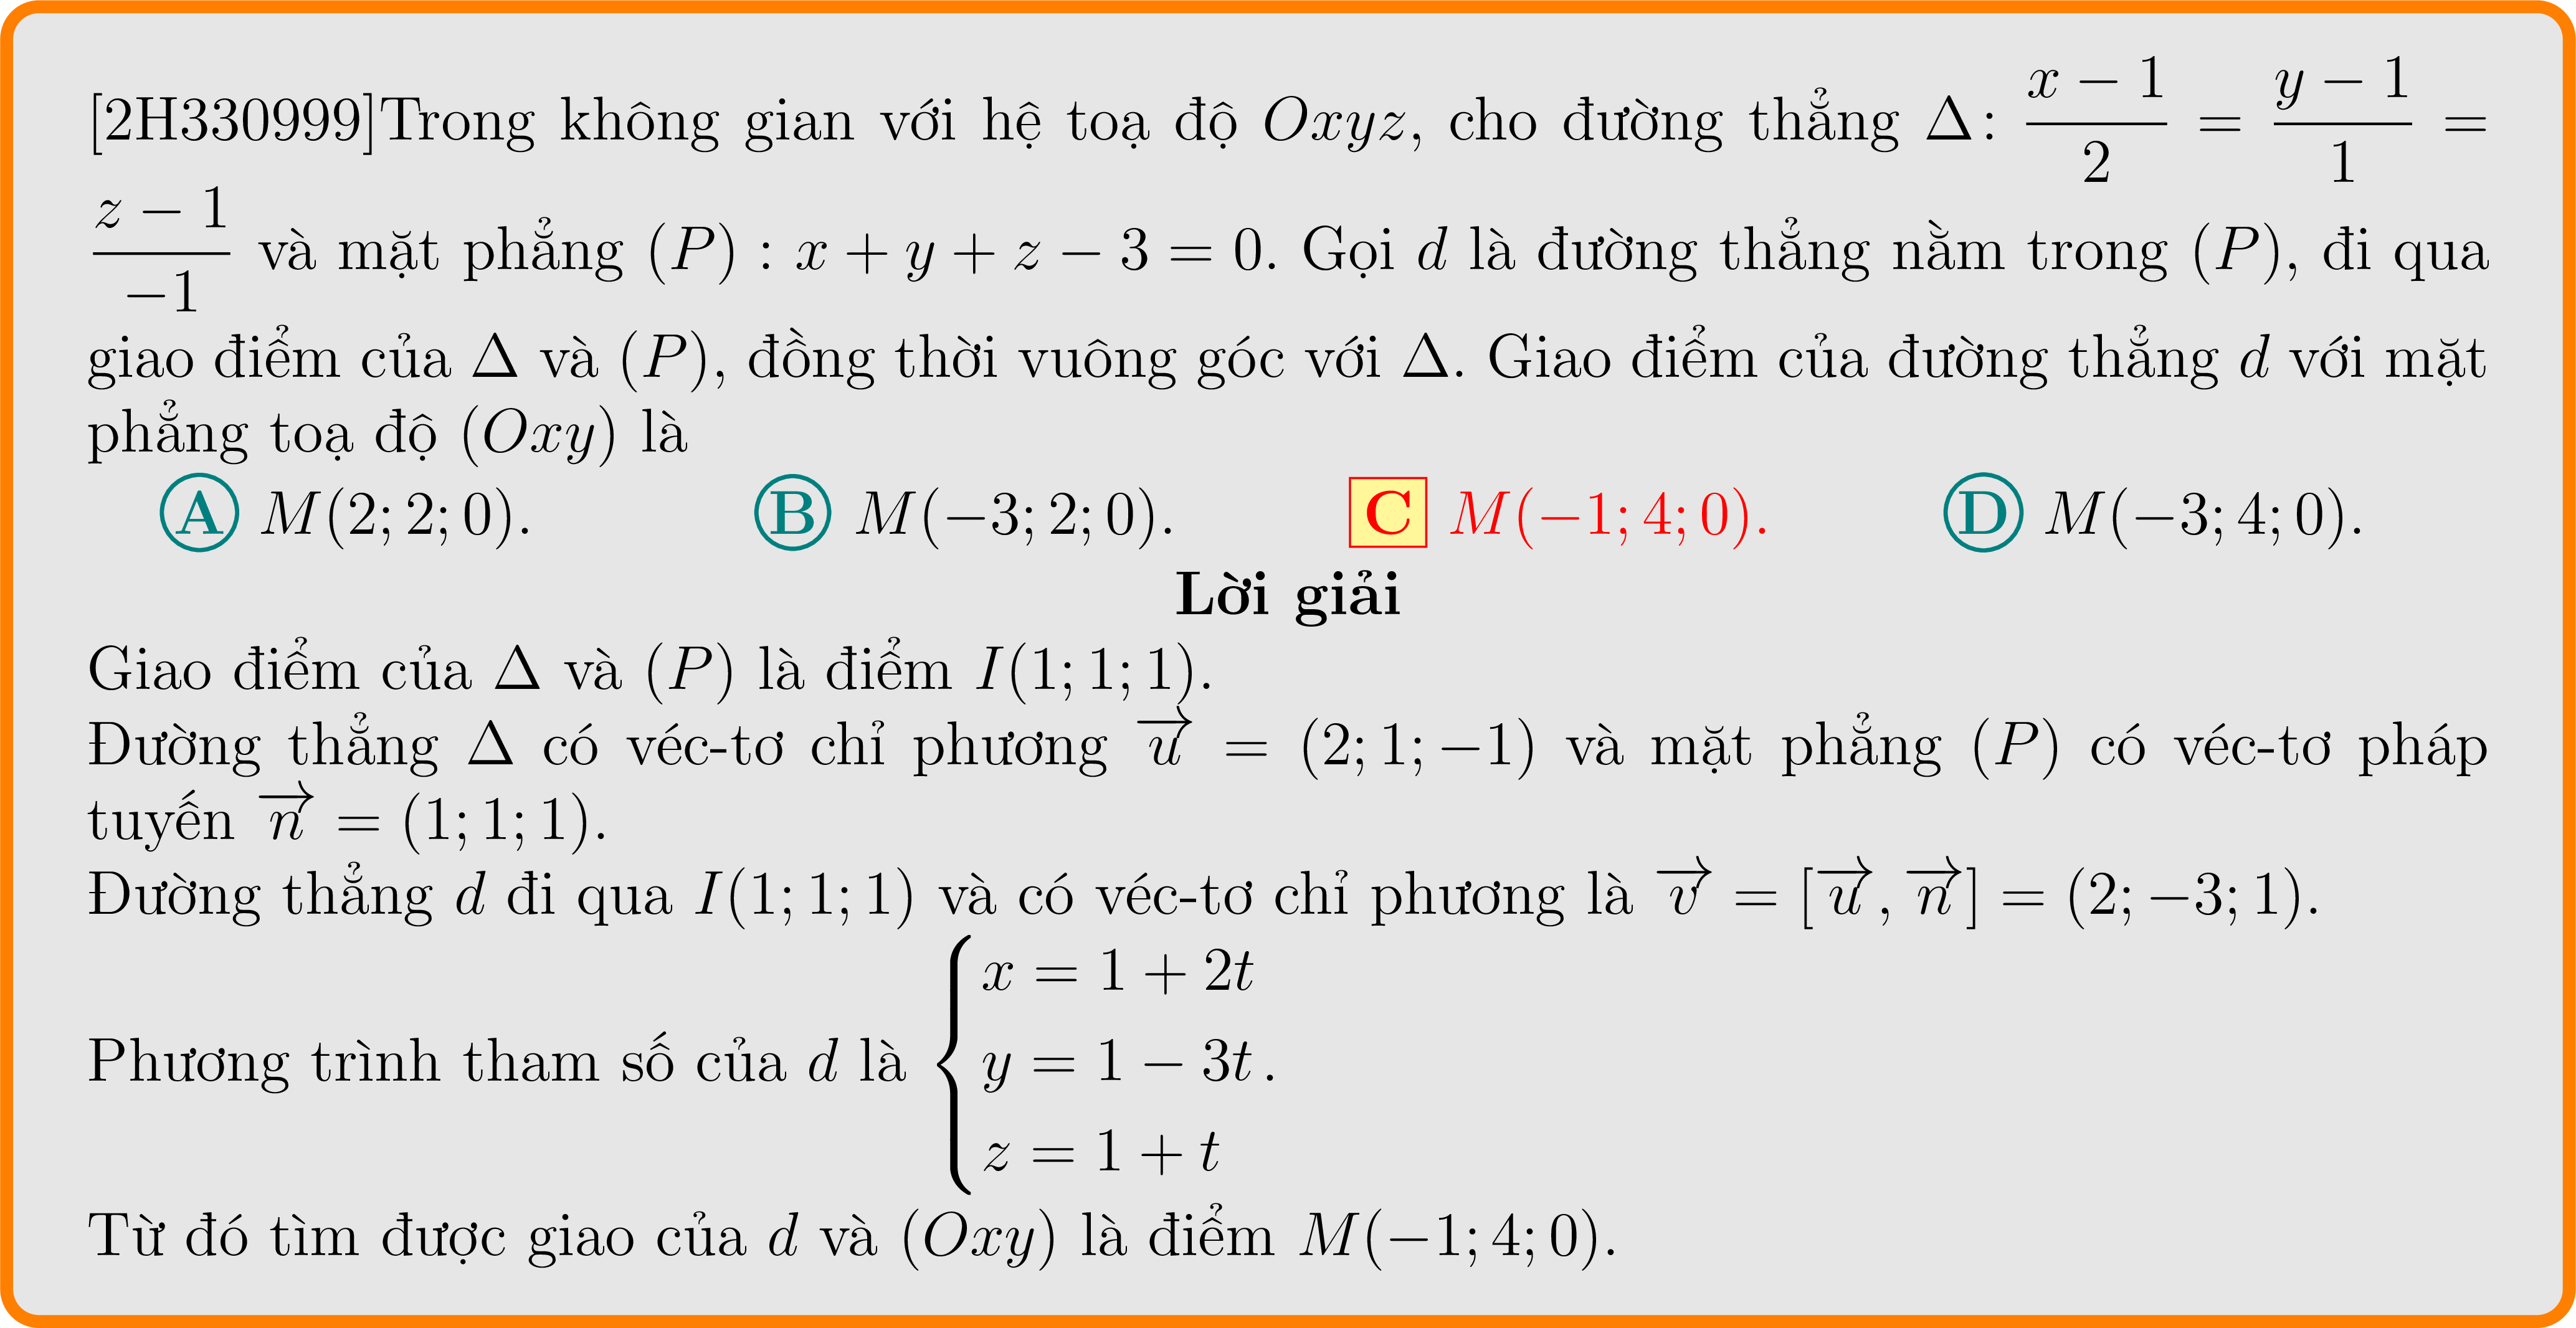 [2H330999]Trong không gian với hệ toạ độ $Oxyz$, cho đường thẳng $\Delta\colon \dfrac{x-1}{2} = \dfrac{y-1}{1} =$
$\dfrac{z-1}{-1}$ và mặt phẳng $(P) : x + y + z - 3 = 0$. Gọi $d$ là đường thẳng nằm trong $(P)$, đi qua
giao điểm của $\Delta$ và $(P)$, đồng thời vuông góc với $\Delta$. Giao điểm của đường thẳng $d$ với mặt
phẳng toạ độ $(Oxy)$ là
A $M(2; 2; 0)$. B $M(-3; 2; 0)$. C $M(-1; 4; 0)$. D $M(-3; 4; 0)$.
Lời giải
Giao điểm của $\Delta$ và $(P)$ là điểm $I(1; 1; 1)$.
Đường thẳng $\Delta$ có véc-tơ chỉ phương $\overrightarrow{u} = (2; 1; -1)$ và mặt phẳng $(P)$ có véc-tơ pháp
tuyến $\overrightarrow{n} = (1; 1; 1)$.
Đường thẳng $d$ đi qua $I(1; 1; 1)$ và có véc-tơ chỉ phương là $\overrightarrow{v} = [\overrightarrow{u}, \overrightarrow{n}] = (2; -3; 1)$.
Phương trình tham số của $d$ là $\begin{cases} x = 1 + 2t \\ y = 1 - 3t \\ z = 1 + t \end{cases}$.
Từ đó tìm được giao của $d$ và $(Oxy)$ là điểm $M(-1; 4; 0)$.